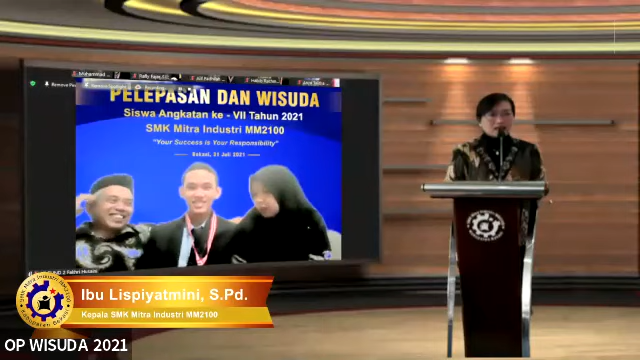 PELEPASAN DAN WISUDA
Siswa Angkatan ke - VII Tahun 2021
SMK Mitra Industri MM2100
"Your Success is Your Responsibility"
Bekasi, 31 Juli 2021
Ibu Lispiyatmini, S.Pd.
Kepala SMK Mitra Industri MM2100
OP WISUDA 2021